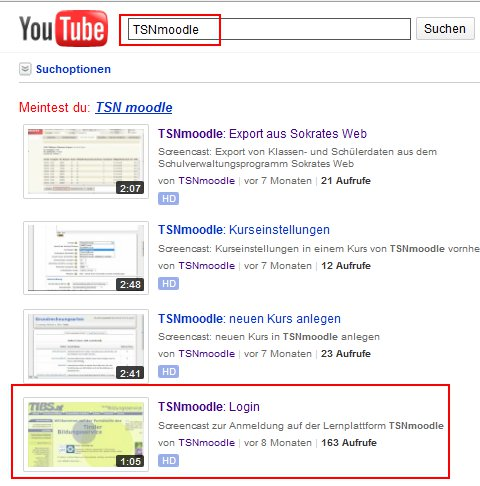 YouTube TSNmoodle Suchen
Suchoptionen
Meintest du: TSN moodle
TSNmoodle: Export aus Sokrates Web
Screencast: Export von Klassen- und Schülerdaten aus dem
Schulverwaltungsprogramm Sokrates Web
von TSNmoodle | vor 7 Monaten | 21 Aufrufe
2:07
HD
TSNmoodle: Kurseinstellungen
Screencast: Kurseinstellungen in einem Kurs von TSNmoodle vornehe
von TSNmoodle | vor 7 Monaten | 12 Aufrufe
2:48
HD
TSNmoodle: neuen Kurs anlegen
Screencast: neuen Kurs in TSNmoodle anlegen
von TSNmoodle | vor 7 Monaten | 23 Aufrufe
2:41
HD
TIBS.at
Tiroler
Bildungsservice
TSNmoodle: Login
Screencast zur Anmeldung auf der Lernplattform TSNmoodle
von TSNmoodle | vor 8 Monaten | 163 Aufrufe
1:05
HD